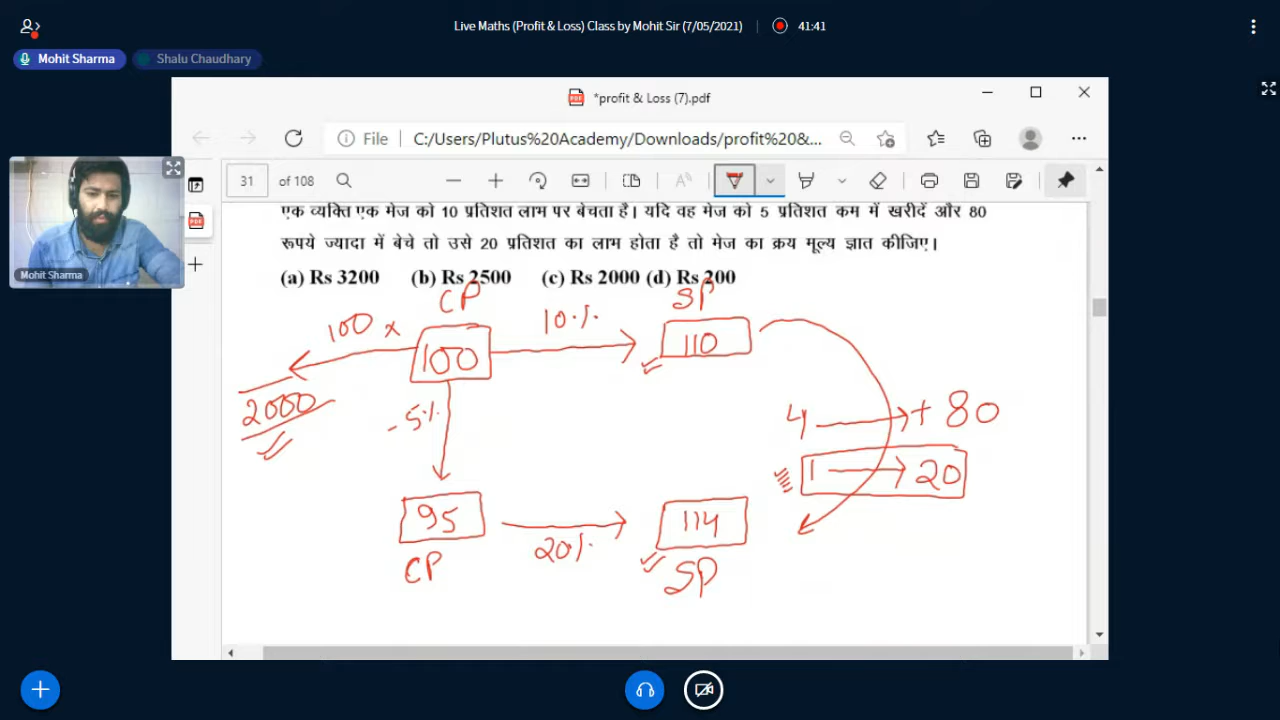 Live Maths (Profit & Loss) Class by Mohit Sir (7/05/2021)
41:41
Mohit Sharma
Shalu Chaudhary
*profit & Loss (7).pdf
File
C:/Users/Plutus%20Academy/Downloads/profit%20&...
31 of 108
एक व्यक्ति एक मेज को 10 प्रतिशत लाभ पर बेचता है। यदि वह मेज को 5 प्रतिशत कम में खरीदें और 80
रूपये ज्यादा में बेचे तो उसे 20 प्रतिशत का लाभ होता है तो मेज का क्रय मूल्य ज्ञात कीजिए।
(a) Rs 3200 (b) Rs 2500 (c) Rs 2000 (d) Rs 200
CP
SP
100 x
100
10%
110
2000
-5%
4 → + 80
1 → 20
95
20%
114
CP
SP
Mohit Sharma